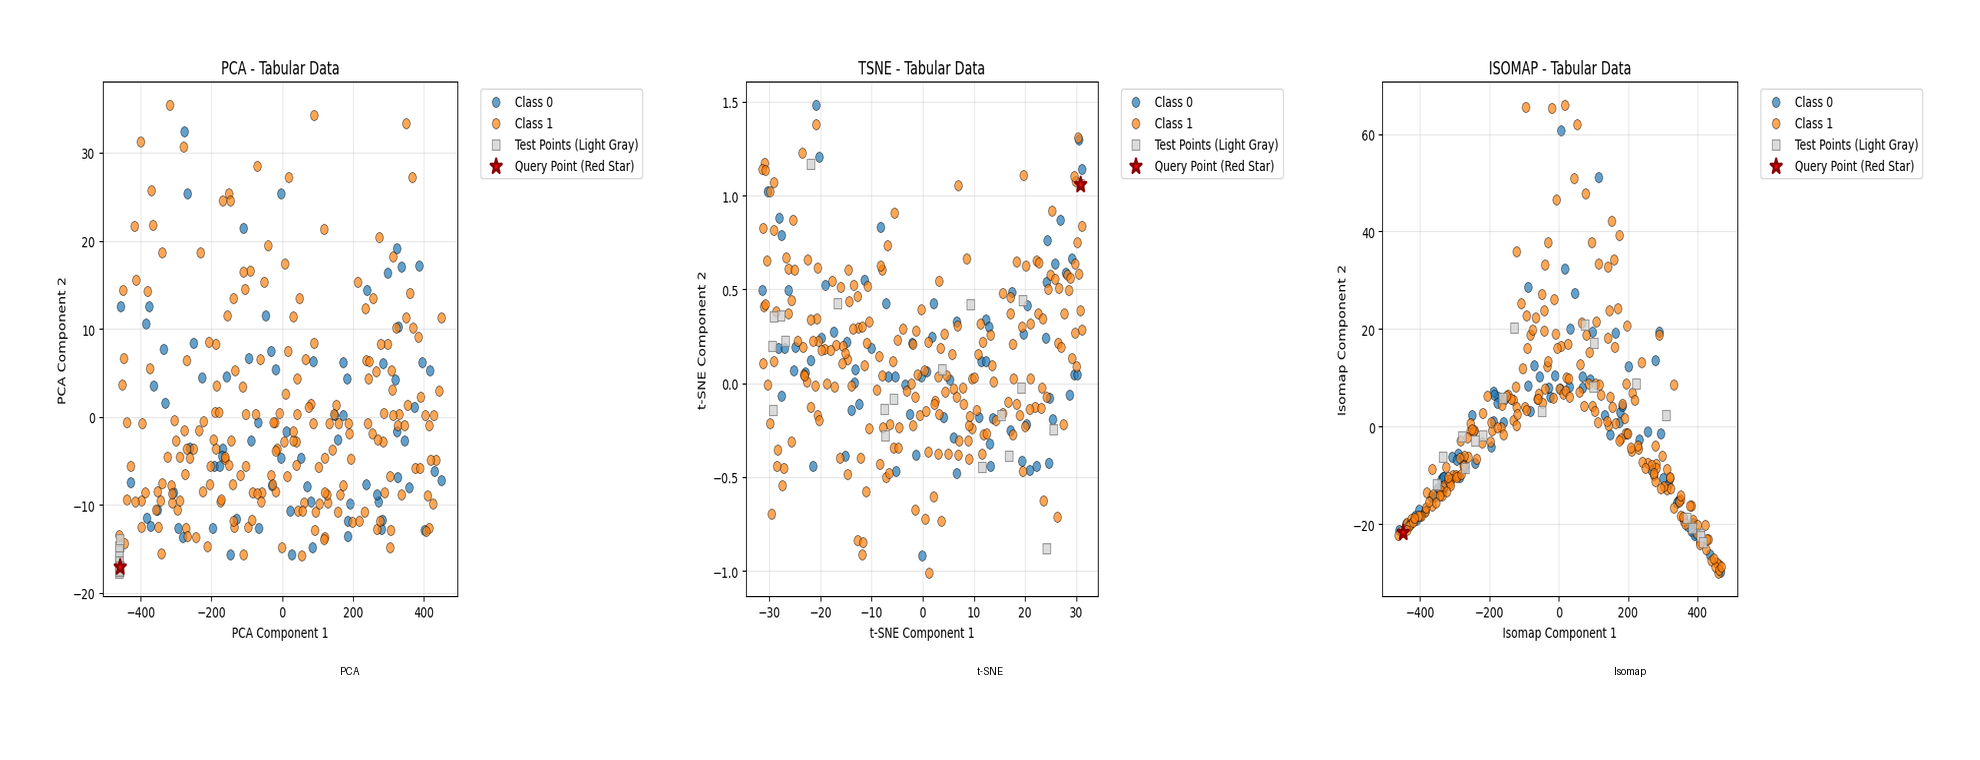 PCA - Tabular Data
PCA Component 2
30
20
10
0
−10
−20
−400
−200
0
200
400
PCA Component 1
Class 0
Class 1
Test Points (Light Gray)
Query Point (Red Star)
PCA
TSNE - Tabular Data
t-SNE Component 2
1.5
1.0
0.5
0.0
−0.5
−1.0
−30
−20
−10
0
10
20
30
t-SNE Component 1
Class 0
Class 1
Test Points (Light Gray)
Query Point (Red Star)
t-SNE
ISOMAP - Tabular Data
Isomap Component 2
60
40
20
0
−20
−400
−200
0
200
400
Isomap Component 1
Class 0
Class 1
Test Points (Light Gray)
Query Point (Red Star)
Isomap